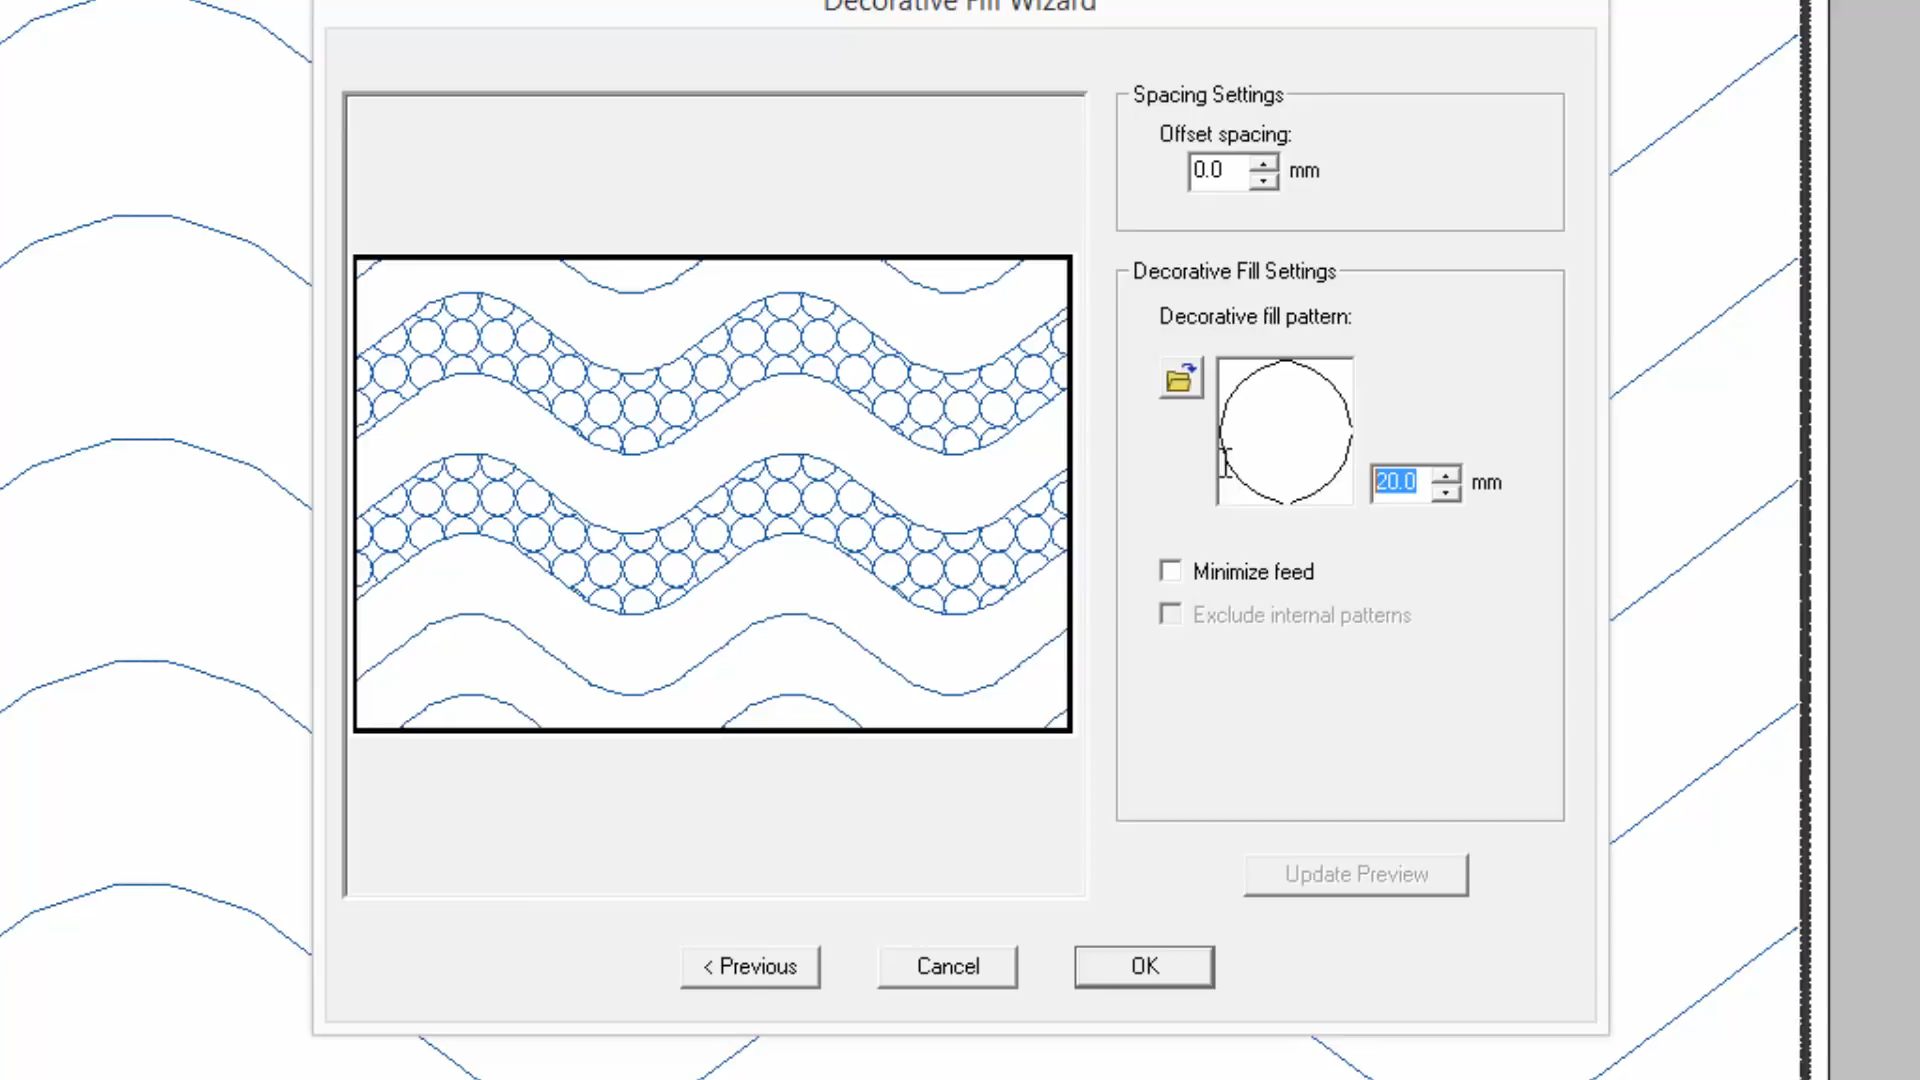 Decorative Fill Wizard
Spacing Settings
Offset spacing:
0.0 mm
Decorative Fill Settings
Decorative fill pattern:
20.0 mm
Minimize feed
Exclude internal patterns
Update Preview
< Previous
Cancel
OK